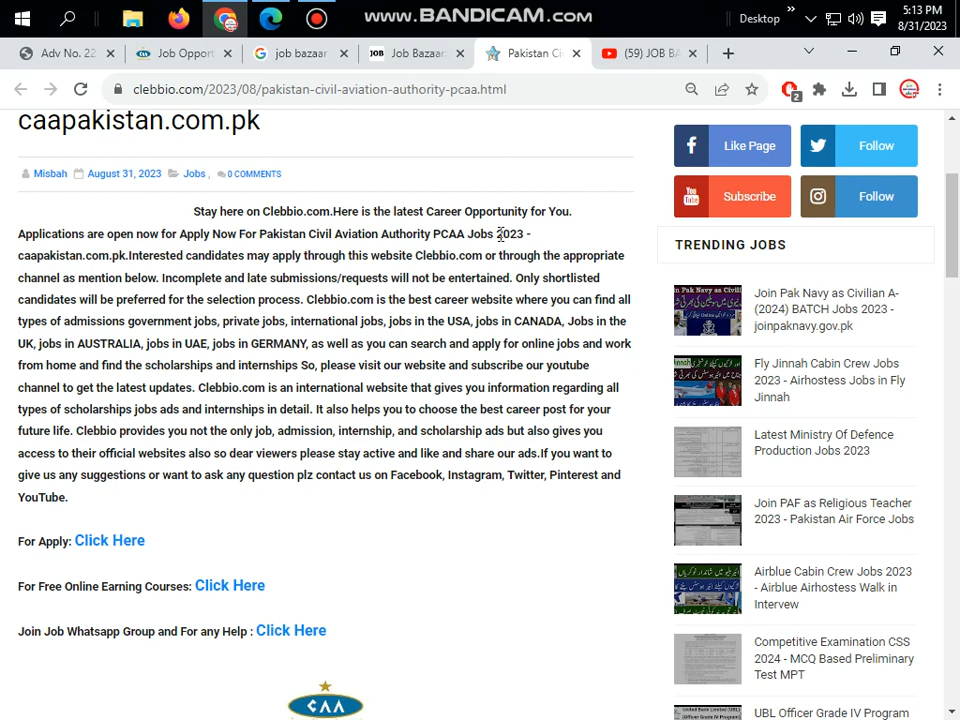 www.BANDICAM.com
Desktop
»
5:13 PM
8/31/2023
Adv No. 22
Job Opport
job bazaar
JOB
Job Bazaar
Pakistan Civ
(59) JOB BA
clebbio.com/2023/08/pakistan-civil-aviation-authority-pcaa.html
2
caapakistan.com.pk
Misbah August 31, 2023 Jobs , 0 COMMENTS
Stay here on Clebbio.com.Here is the latest Career Opportunity for You.
Applications are open now for Apply Now For Pakistan Civil Aviation Authority PCAA Jobs 2023 -
caapakistan.com.pk.Interested candidates may apply through this website Clebbio.com or through the appropriate
channel as mention below. Incomplete and late submissions/requests will not be entertained. Only shortlisted
candidates will be preferred for the selection process. Clebbio.com is the best career website where you can find all
types of admissions government jobs, private jobs, international jobs, jobs in the USA, jobs in CANADA, Jobs in the
UK, jobs in AUSTRALIA, jobs in UAE, jobs in GERMANY, as well as you can search and apply for online jobs and work
from home and find the scholarships and internships So, please visit our website and subscribe our youtube
channel to get the latest updates. Clebbio.com is an international website that gives you information regarding all
types of scholarships jobs ads and internships in detail. It also helps you to choose the best career post for your
future life. Clebbio provides you not the only job, admission, internship, and scholarship ads but also gives you
access to their official websites also so dear viewers please stay active and like and share our ads.If you want to
give us any suggestions or want to ask any question plz contact us on Facebook, Instagram, Twitter, Pinterest and
YouTube.
For Apply: Click Here
For Free Online Earning Courses: Click Here
Join Job Whatsapp Group and For any Help : Click Here
CAA
Like Page
Follow
Subscribe
Follow
TRENDING JOBS
Join Pak Navy as Civilian A-
(2024) BATCH Jobs 2023 -
joinpaknavy.gov.pk
Fly Jinnah Cabin Crew Jobs
2023 - Airhostess Jobs in Fly
Jinnah
Latest Ministry Of Defence
Production Jobs 2023
Join PAF as Religious Teacher
2023 - Pakistan Air Force Jobs
Airblue Cabin Crew Jobs 2023
- Airblue Airhostess Walk in
Intervew
Competitive Examination CSS
2024 - MCQ Based Preliminary
Test MPT
UBL Officer Grade IV Program